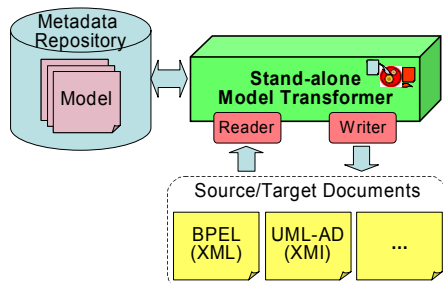 Metadata
Repository
Model
Stand-alone
Model Transformer
Reader
Writer
Source/Target Documents
BPEL
(XML)
UML-AD
(XMI)
...